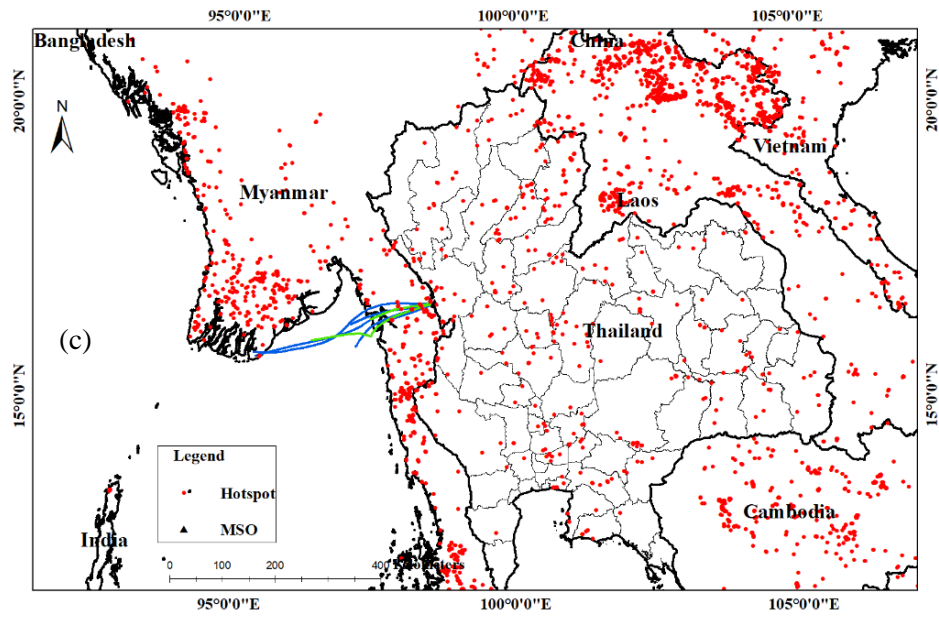 95°0'0"E 100°0'0"E 105°0'0"E
Bangladesh
China
20°0'0"N
N
20°0'0"N
Vietnam
Myanmar
Laos
(c)
Thailand
15°0'0"N
15°0'0"N
Legend
Hotspot
MSO
Cambodia
India
0 100 200 400 Kilometers
95°0'0"E 100°0'0"E 105°0'0"E